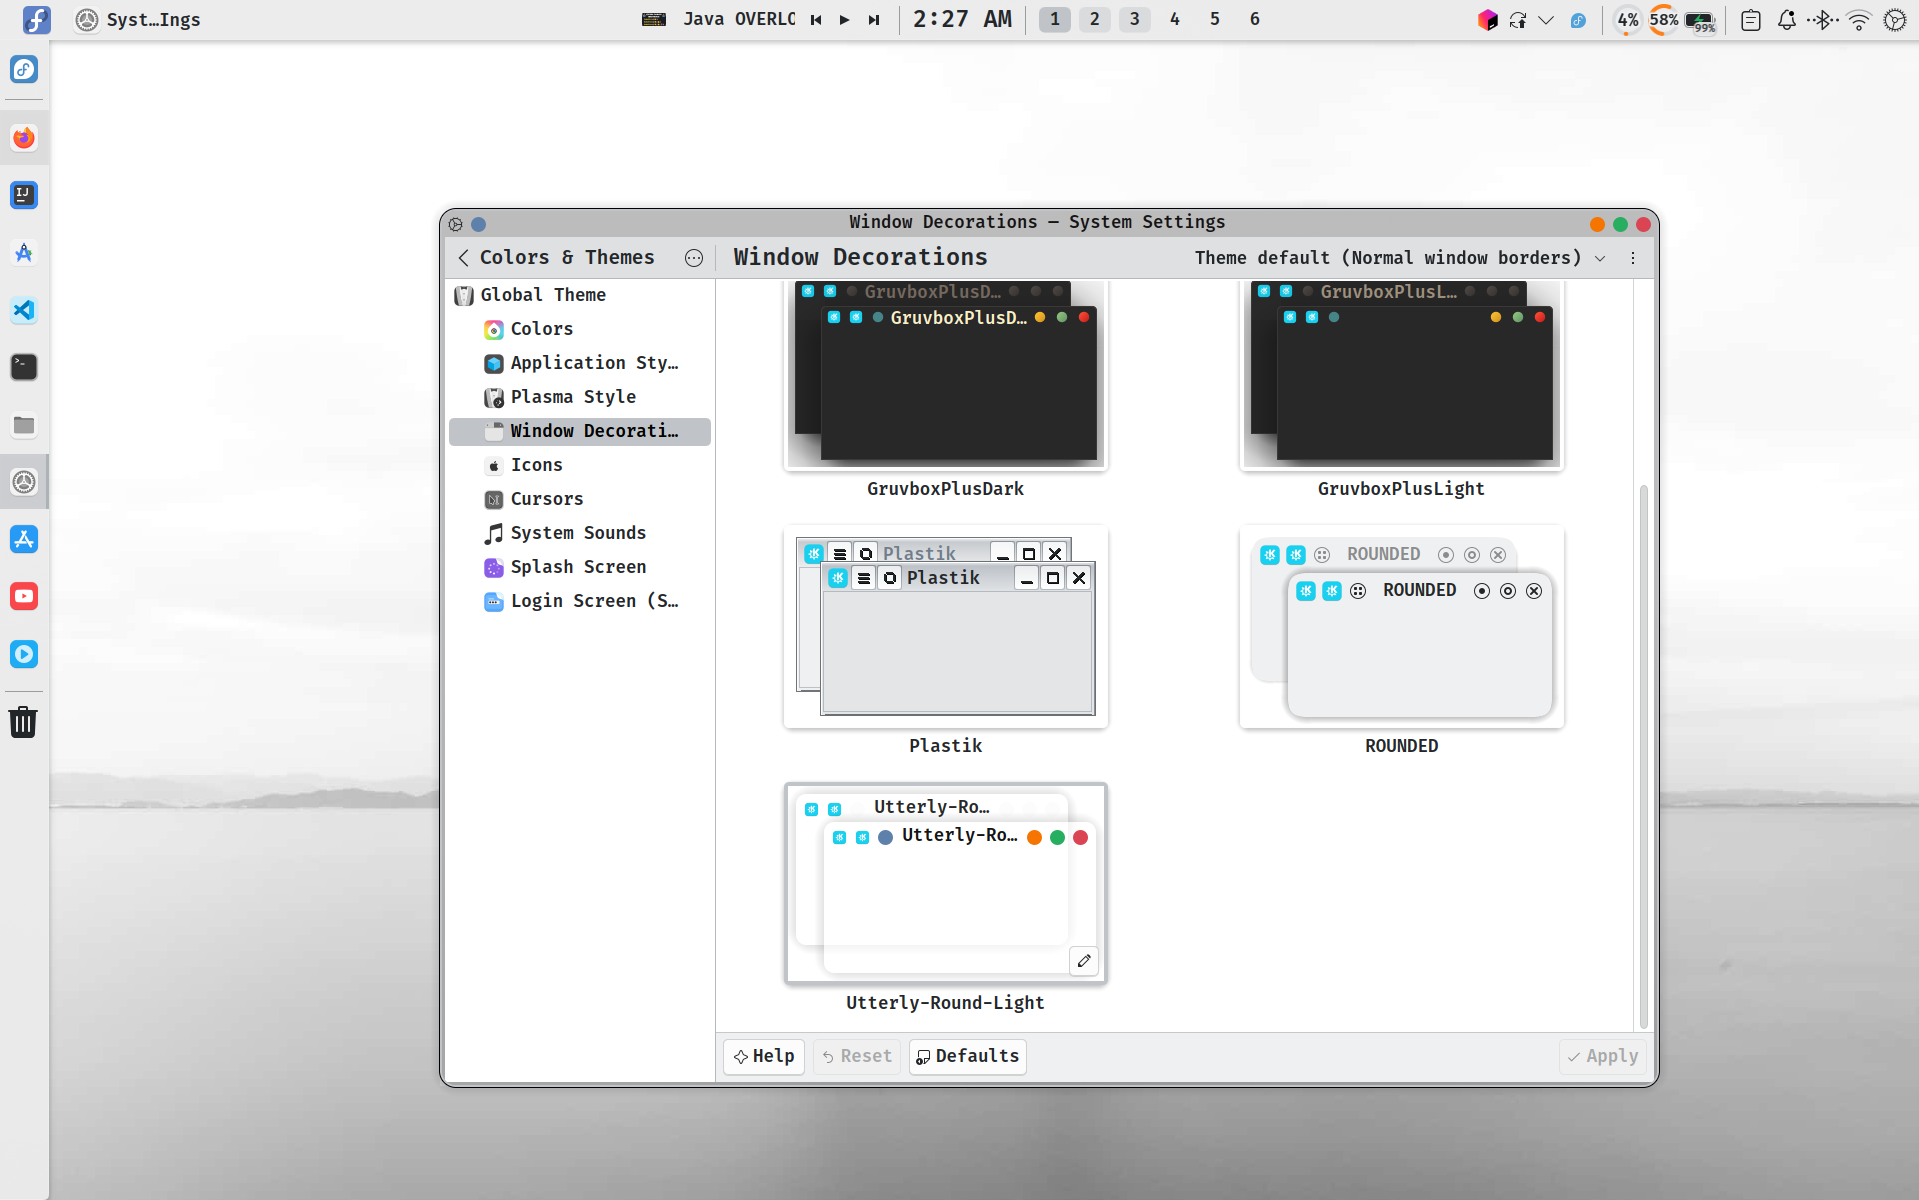 Syst…Ings
Java OVERLO
2:27 AM
1 2 3 4 5 6
4%
58%
99%
Window Decorations — System Settings
Colors & Themes
Window Decorations
Theme default (Normal window borders)
Global Theme
Colors
Application Sty…
Plasma Style
Window Decorati…
Icons
Cursors
System Sounds
Splash Screen
Login Screen (S…
GruvboxPlusD…
GruvboxPlusD…
GruvboxPlusDark
GruvboxPlusL…
GruvboxPlusLight
Plastik
Plastik
Plastik
ROUNDED
ROUNDED
ROUNDED
Utterly-Ro…
Utterly-Ro…
Utterly-Round-Light
Help
Reset
Defaults
Apply
IJ